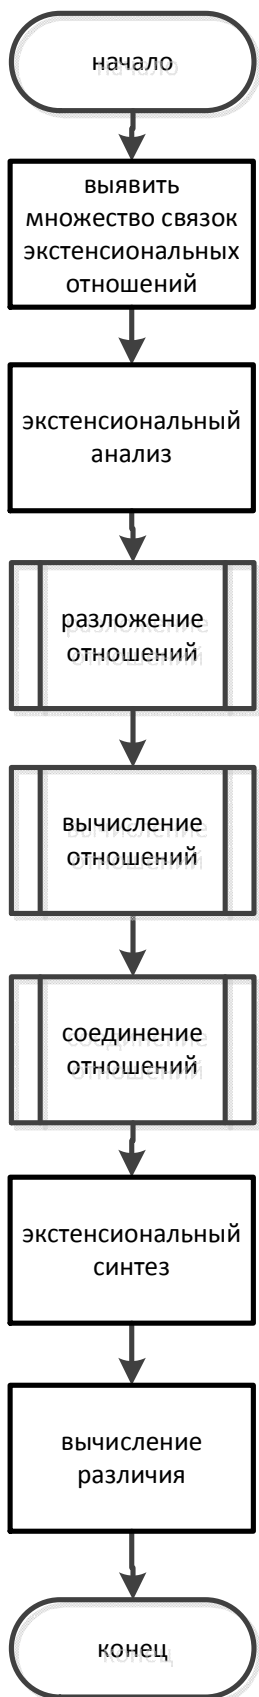 начало
выявить
множество связок
экстенсиональных
отношений
экстенсиональный
анализ
разложение
отношений
вычисление
отношений
соединение
отношений
экстенсиональный
синтез
вычисление
различия
конец